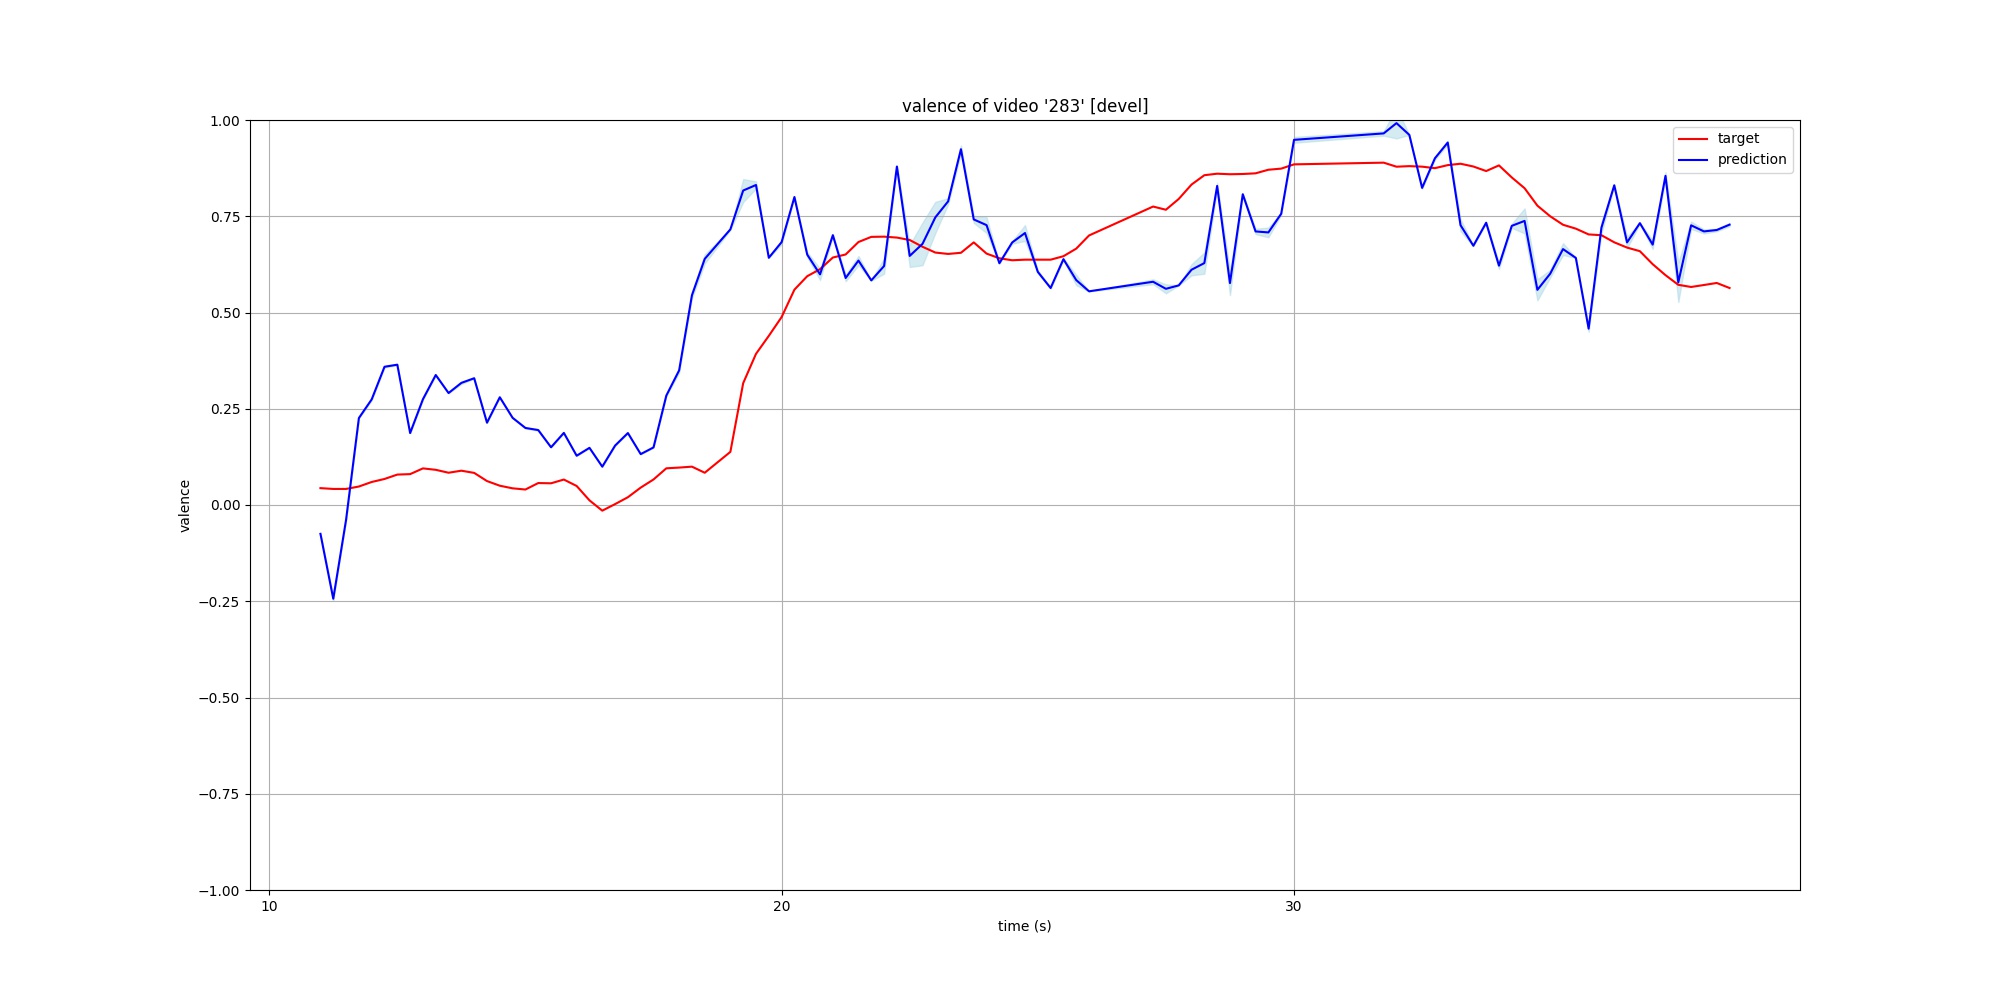 valence of video '283' [devel]
1.00
0.75
0.50
0.25
0.00
−0.25
−0.50
−0.75
−1.00
valence
target
prediction
10
20
30
time (s)